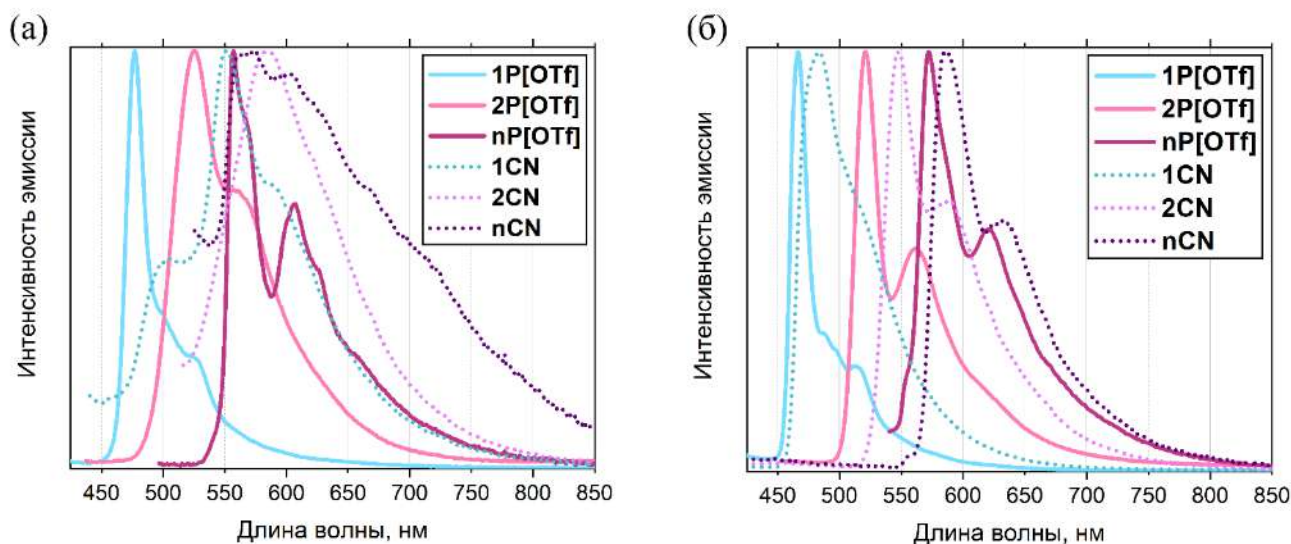 (а)
Интенсивность эмиссии
1P[OTf]
2P[OTf]
nP[OTf]
1CN
2CN
nCN
450 500 550 600 650 700 750 800 850
Длина волны, нм
(б)
Интенсивность эмиссии
1P[OTf]
2P[OTf]
nP[OTf]
1CN
2CN
nCN
450 500 550 600 650 700 750 800 850
Длина волны, нм